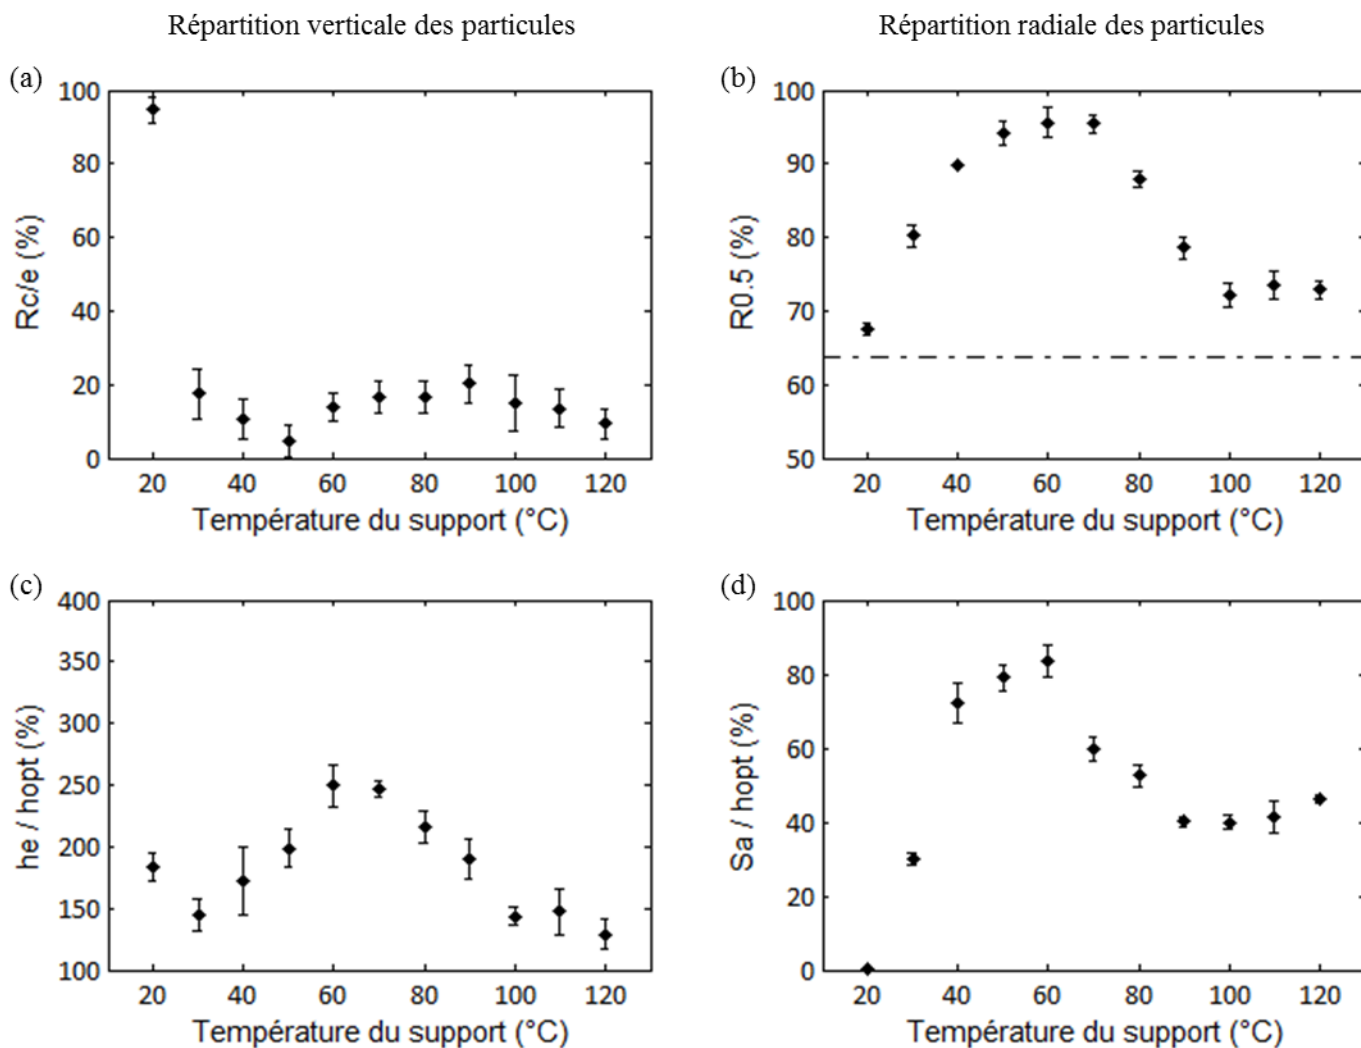 Répartition verticale des particules
Répartition radiale des particules
(a)
100
80
60
40
20
0
Rc/e (%)
20 40 60 80 100 120
Température du support (°C)
(b)
100
90
80
70
60
50
R0.5 (%)
20 40 60 80 100 120
Température du support (°C)
(c)
400
350
300
250
200
150
100
he / hopt (%)
20 40 60 80 100 120
Température du support (°C)
(d)
100
80
60
40
20
0
Sa / hopt (%)
20 40 60 80 100 120
Température du support (°C)